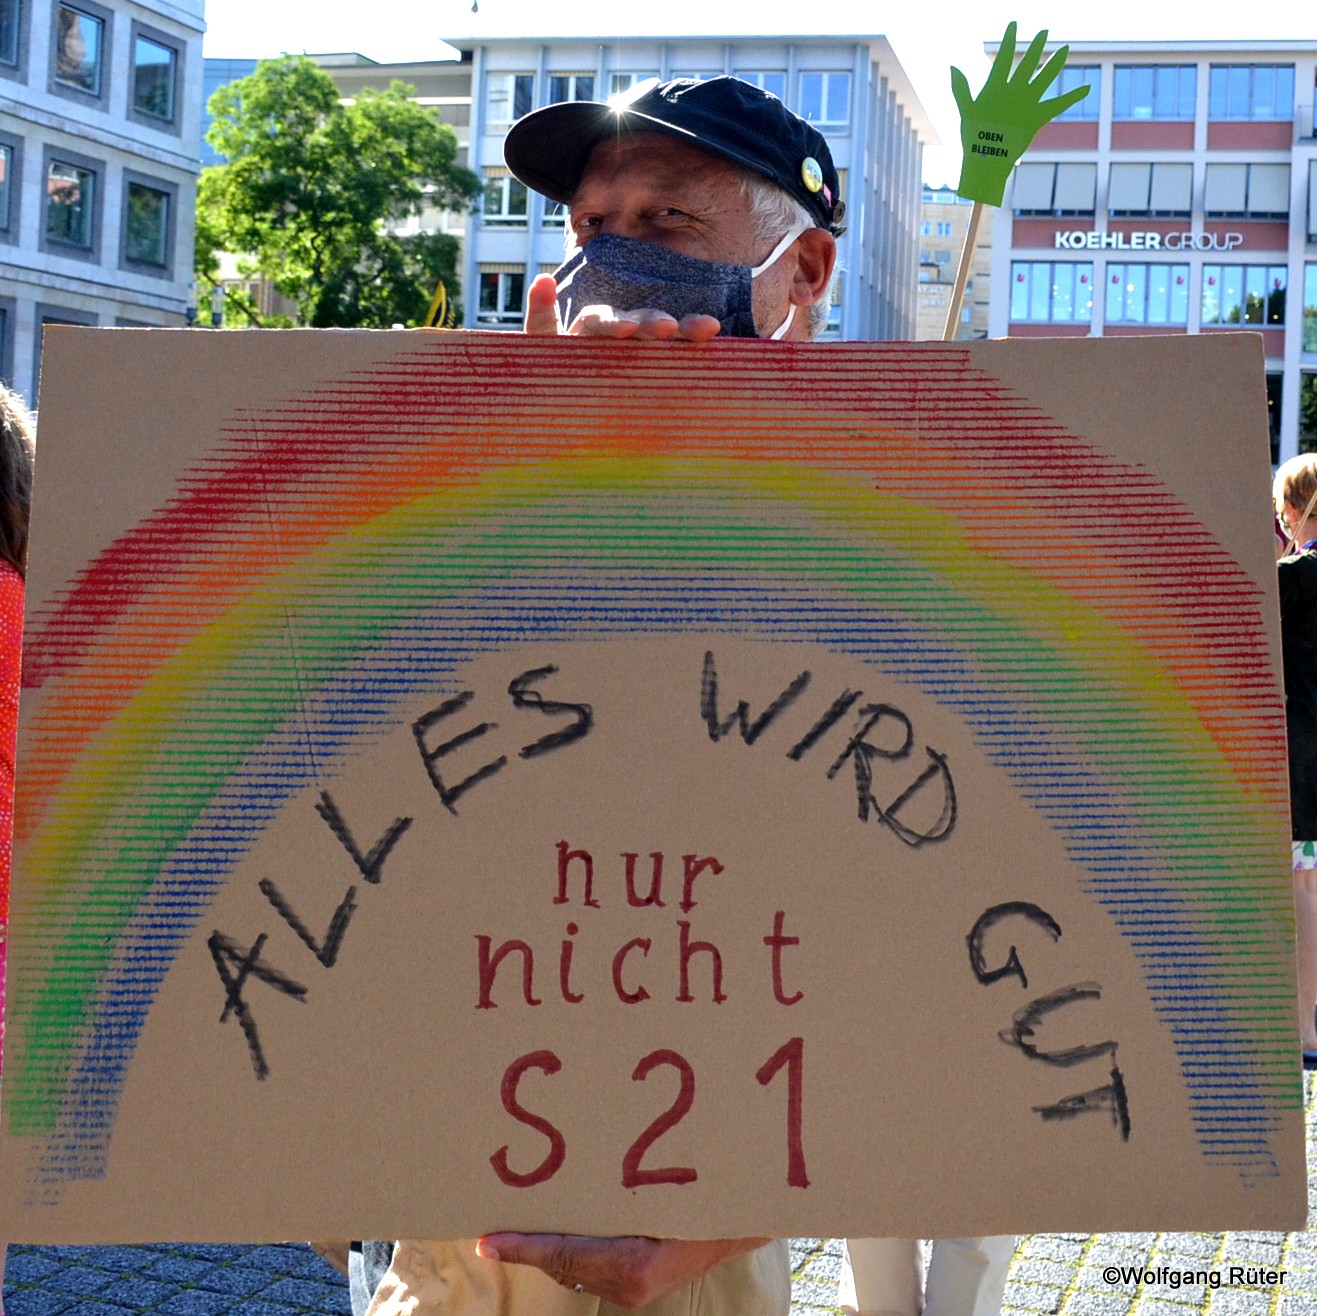 OBEN
BLEIBEN
KOEHLER.GROUP
ALLES WIRD GUT
nur
nicht
S21
©Wolfgang Rüter